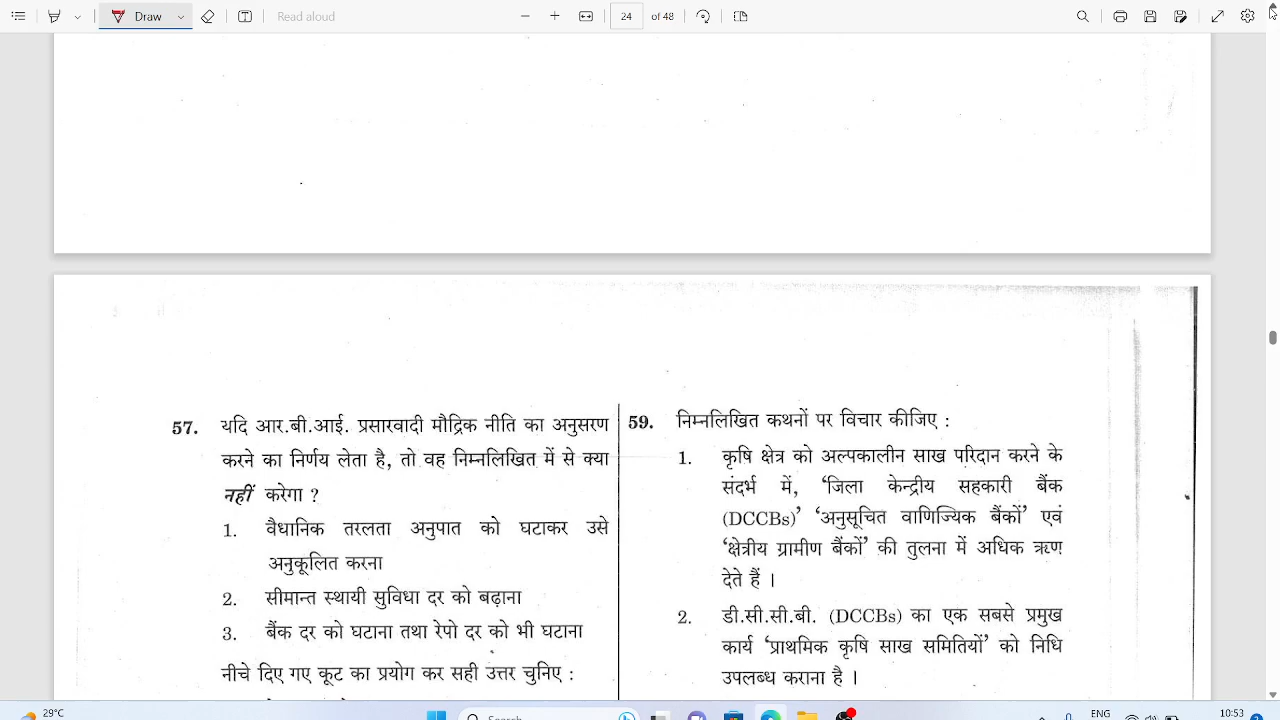 Draw
Read aloud
24
of 48
57. यदि आर.बी.आई. प्रसारवादी मौद्रिक नीति का अनुसरण
करने का निर्णय लेता है, तो वह निम्नलिखित में से क्या
नहीं करेगा ?
1. वैधानिक तरलता अनुपात को घटाकर उसे
अनुकूलित करना
2. सीमान्त स्थायी सुविधा दर को बढ़ाना
3. बैंक दर को घटाना तथा रेपो दर को भी घटाना
नीचे दिए गए कूट का प्रयोग कर सही उत्तर चुनिए :
59. निम्नलिखित कथनों पर विचार कीजिए :
1. कृषि क्षेत्र को अल्पकालीन साख परिदान करने के
संदर्भ में, ‘जिला केन्द्रीय सहकारी बैंक
(DCCBs)’ ‘अनुसूचित वाणिज्यिक बैंकों’ एवं
‘क्षेत्रीय ग्रामीण बैंकों’ की तुलना में अधिक ऋण
देते हैं ।
2. डी.सी.सी.बी. (DCCBs) का एक सबसे प्रमुख
कार्य ‘प्राथमिक कृषि साख समितियों’ को निधि
उपलब्ध कराना है ।
29°C
Search
ENG
10:53